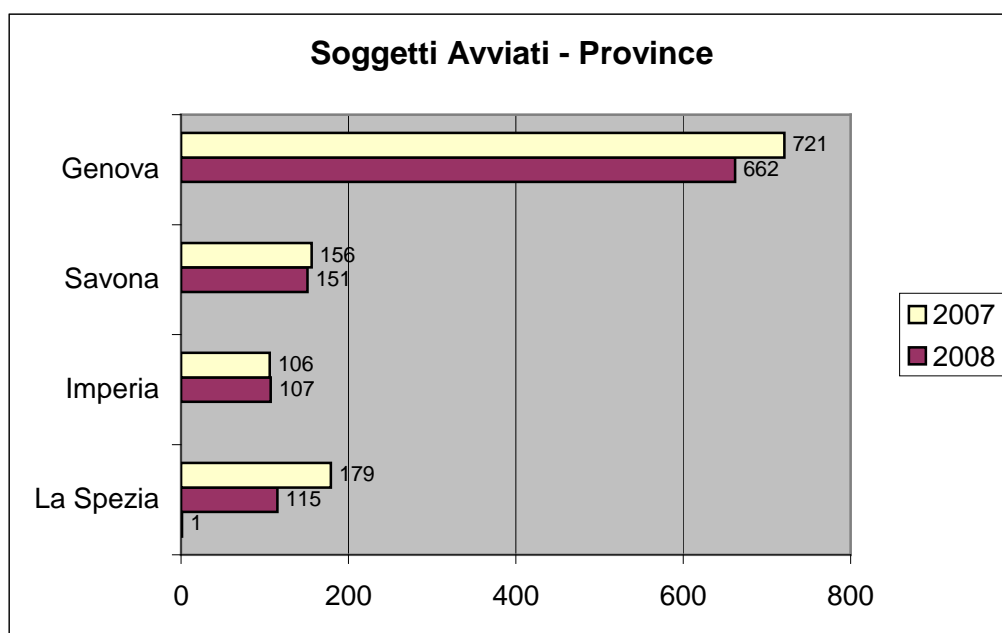 Soggetti Avviati - Province
Genova
721
662
Savona
156
151
Imperia
106
107
La Spezia
179
115
1
0 200 400 600 800
2007
2008